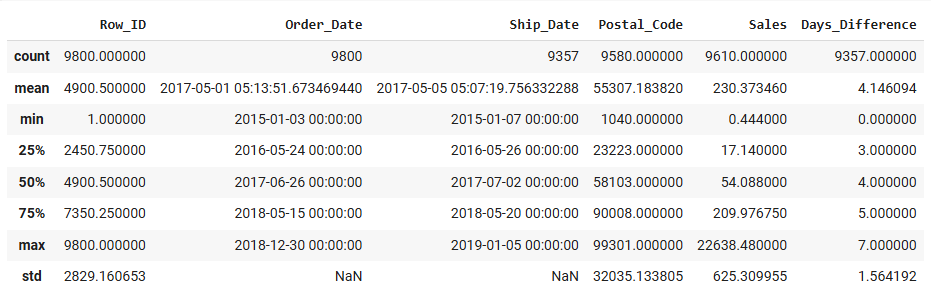 Row_ID Order_Date Ship_Date Postal_Code Sales Days_Difference
count 9800.000000 9800 9357 9580.000000 9610.000000 9357.000000
mean 4900.500000 2017-05-01 05:13:51.673469440 2017-05-05 05:07:19.756332288 55307.183820 230.373460 4.146094
min 1.000000 2015-01-03 00:00:00 2015-01-07 00:00:00 1040.000000 0.444000 0.000000
25% 2450.750000 2016-05-24 00:00:00 2016-05-26 00:00:00 23223.000000 17.140000 3.000000
50% 4900.500000 2017-06-26 00:00:00 2017-07-02 00:00:00 58103.000000 54.088000 4.000000
75% 7350.250000 2018-05-15 00:00:00 2018-05-20 00:00:00 90008.000000 209.976750 5.000000
max 9800.000000 2018-12-30 00:00:00 2019-01-05 00:00:00 99301.000000 22638.480000 7.000000
std 2829.160653 NaN NaN 32035.133805 625.309955 1.564192